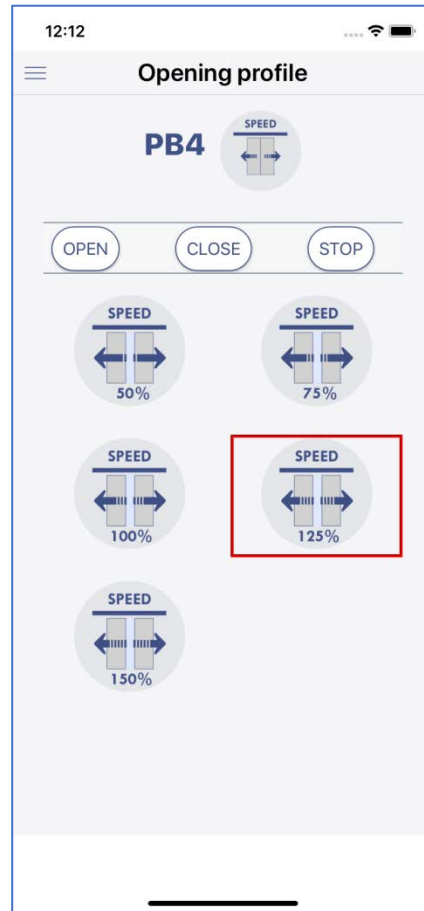 12:12
Opening profile
PB4
SPEED
OPEN CLOSE STOP
SPEED
50%
SPEED
75%
SPEED
100%
SPEED
125%
SPEED
150%